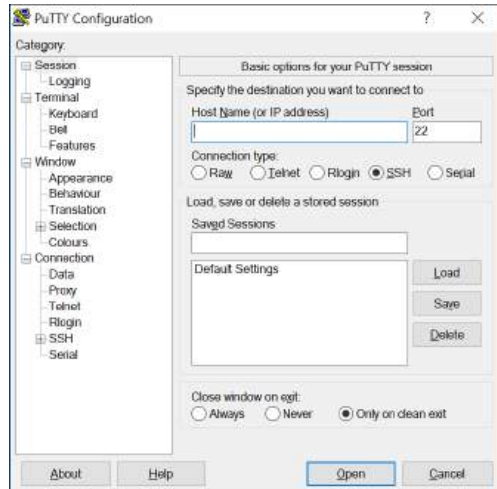 PuTTY Configuration
? X
Category:
Session
Logging
Terminal
Keyboard
Bell
Features
Window
Appearance
Behaviour
Translation
Selection
Colours
Connection
Data
Proxy
Telnet
Rlogin
SSH
Serial
Basic options for your PuTTY session
Specify the destination you want to connect to
Host Name (or IP address) Port
22
Connection type:
Raw Telnet Rlogin SSH Serial
Load, save or delete a stored session
Saved Sessions
Default Settings
Load
Save
Delete
Close window on exit:
Always Never Only on clean exit
About Help Open Cancel